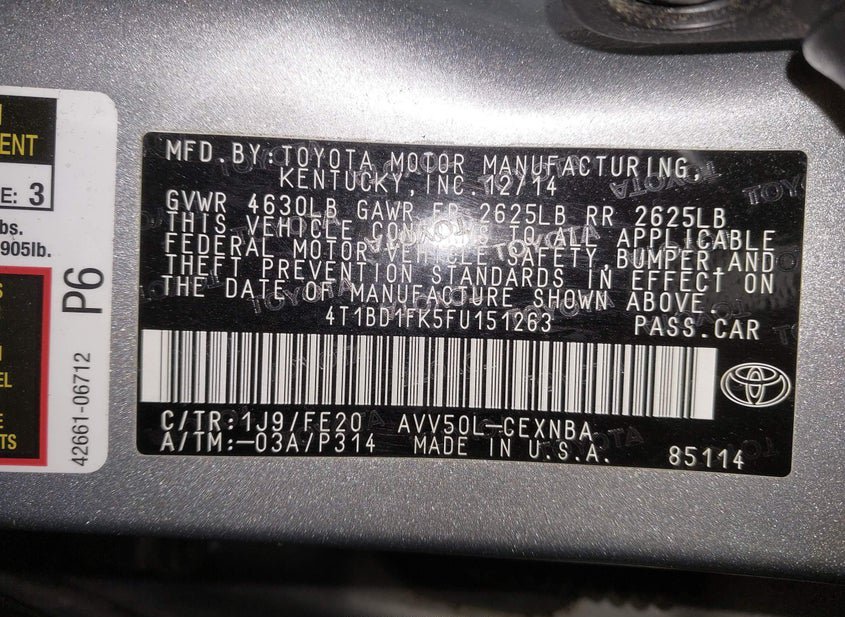 ENT
E: 3
bs.
905lb.
P6
42661-06712
EL
E
TS
MFD.BY:TOYOTA MOTOR MANUFACTURING,
KENTUCKY, INC.12/14
GVWR 4630LB GAWR FR 2625LB RR 2625LB
THIS VEHICLE CONFORMS TO ALL APPLICABLE
FEDERAL MOTOR VEHICLE SAFETY, BUMPER AND
THEFT PREVENTION STANDARDS IN EFFECT ON
THE DATE OF MANUFACTURE SHOWN ABOVE.
4T1BD1FK5FU151263 PASS.CAR
C/TR:1J9/FE20 AVV50L-CEXNBA
A/TM:-03A/P314 MADE IN U.S.A. 85114